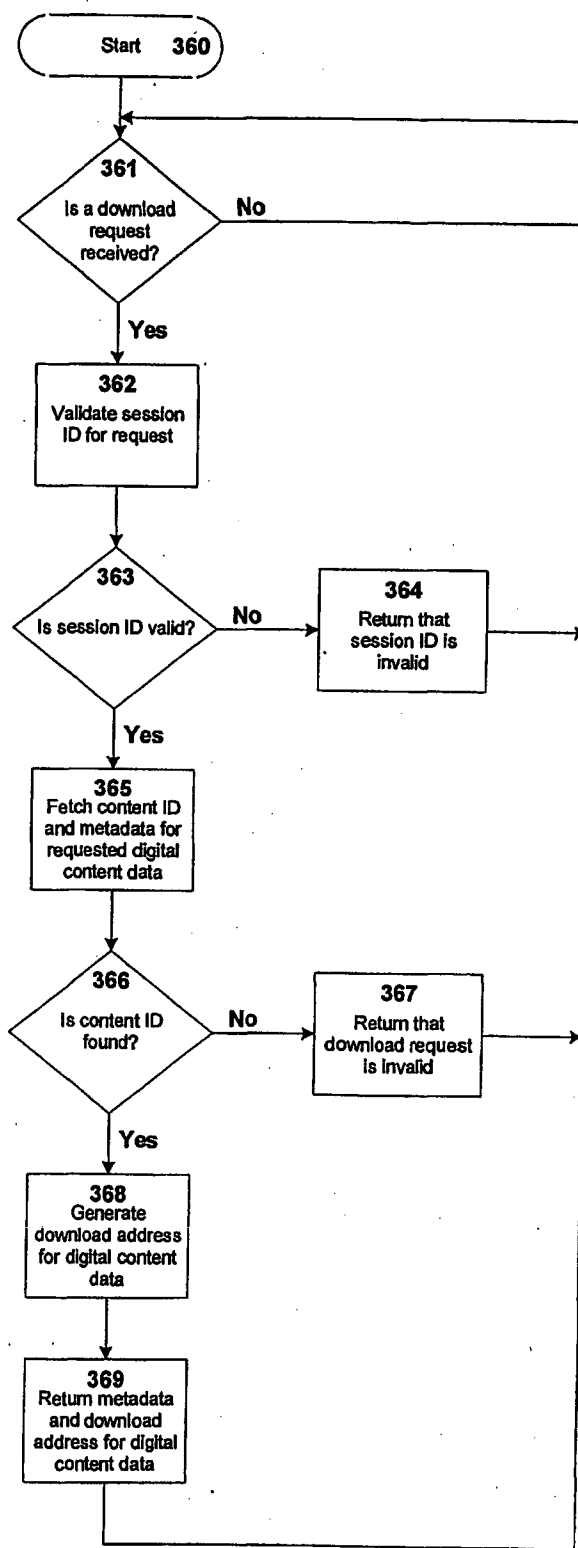 Start 360
361
Is a download
request
received?
No
Yes
362
Validate session
ID for request
363
Is session ID valid?
No
364
Return that
session ID is
invalid
Yes
365
Fetch content ID
and metadata for
requested digital
content data
366
Is content ID
found?
No
367
Return that
download request
is invalid
Yes
368
Generate
download address
for digital content
data
369
Return metadata
and download
address for digital
content data